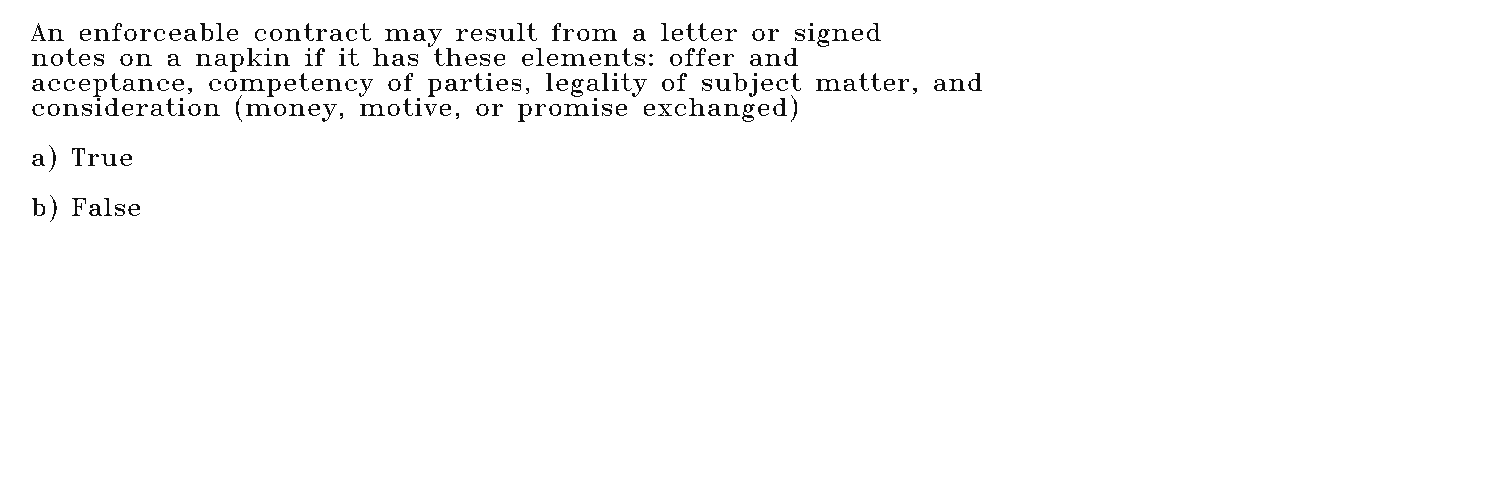 An enforceable contract may result from a letter or signed
notes on a napkin if it has these elements: offer and
acceptance, competency of parties, legality of subject matter, and
consideration (money, motive, or promise exchanged)
a) True
b) False